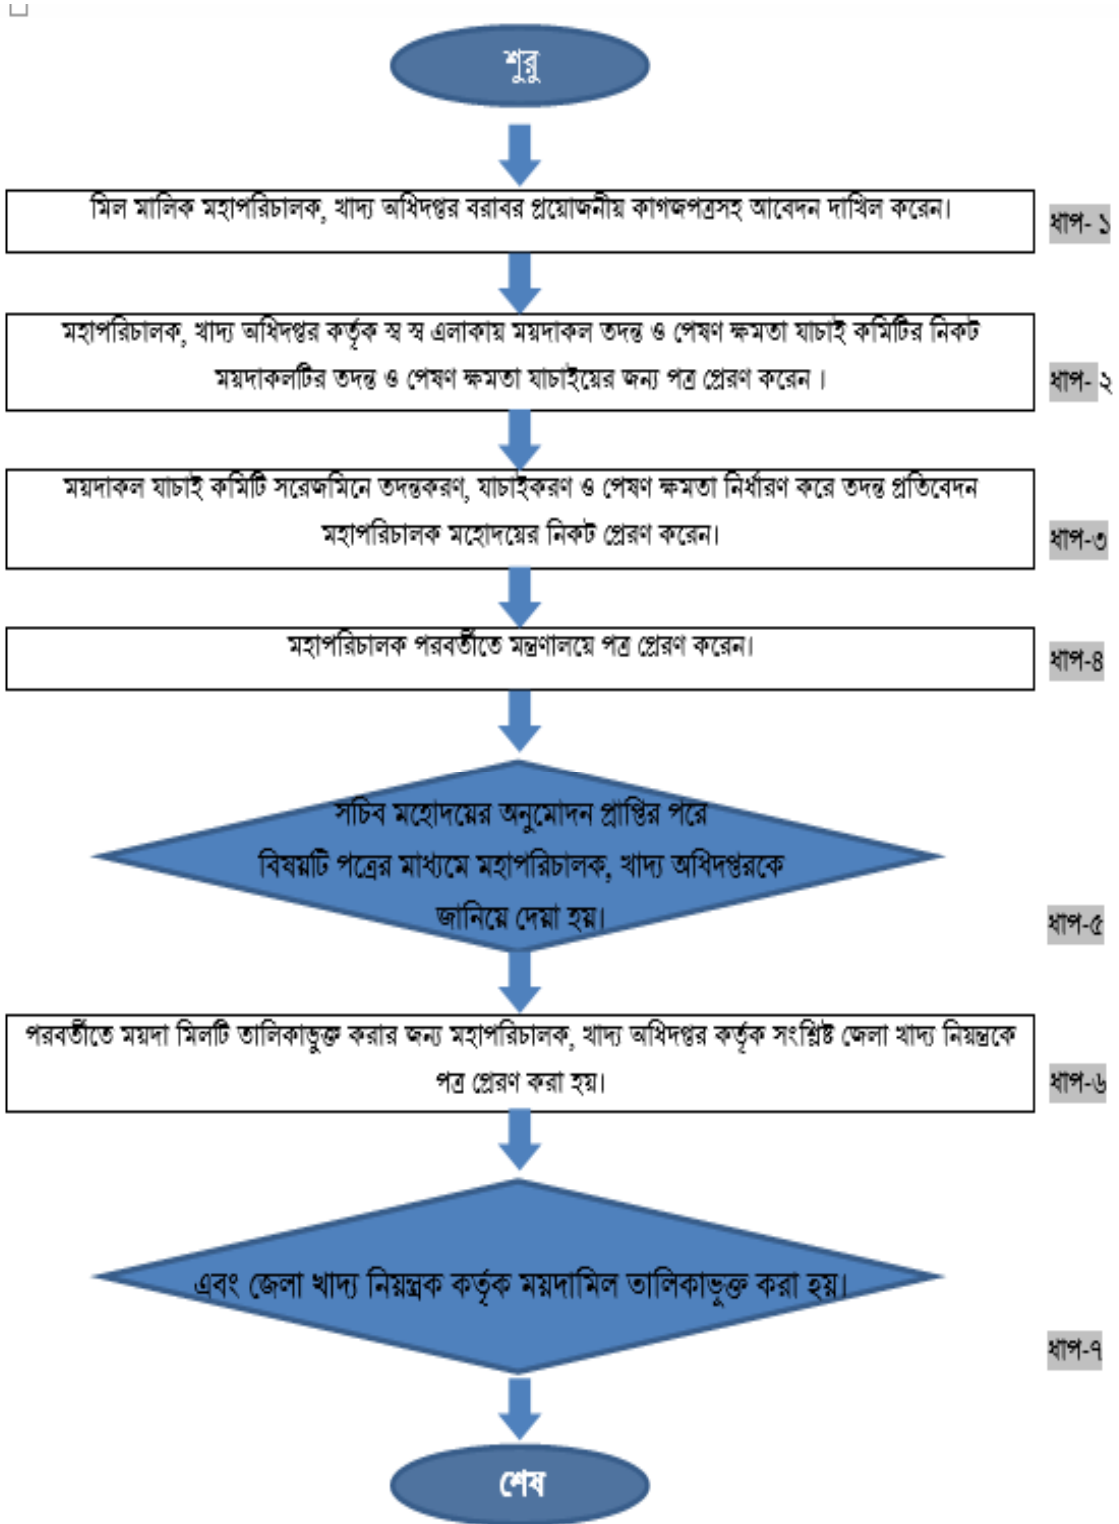 শুরু
মিল মালিক মহাপরিচালক, খাদ্য অধিদপ্তর বরাবর প্রয়োজনীয় কাগজপত্রসহ আবেদন দাখিল করেন।
ধাপ- ১
মহাপরিচালক, খাদ্য অধিদপ্তর কর্তৃক স্ব স্ব এলাকায় ময়দাকল তদন্ত ও পেষণ ক্ষমতা যাচাই কমিটির নিকট
ময়দাকলটির তদন্ত ও পেষণ ক্ষমতা যাচাইয়ের জন্য পত্র প্রেরণ করেন ।
ধাপ- ২
ময়দাকল যাচাই কমিটি সরেজমিনে তদন্তকরণ, যাচাইকরণ ও পেষণ ক্ষমতা নির্ধারণ করে তদন্ত প্রতিবেদন
মহাপরিচালক মহোদয়ের নিকট প্রেরণ করেন।
ধাপ-৩
মহাপরিচালক পরবর্তীতে মন্ত্রণালয়ে পত্র প্রেরণ করেন।
ধাপ-৪
সচিব মহোদয়ের অনুমোদন প্রাপ্তির পরে
বিষয়টি পত্রের মাধ্যমে মহাপরিচালক, খাদ্য অধিদপ্তরকে
জানিয়ে দেয়া হয়।
ধাপ-৫
পরবর্তীতে ময়দা মিলটি তালিকাভুক্ত করার জন্য মহাপরিচালক, খাদ্য অধিদপ্তর কর্তৃক সংশ্লিষ্ট জেলা খাদ্য নিয়ন্ত্রকে
পত্র প্রেরণ করা হয়।
ধাপ-৬
এবং জেলা খাদ্য নিয়ন্ত্রক কর্তৃক ময়দামিল তালিকাভুক্ত করা হয়।
ধাপ-৭
শেষ